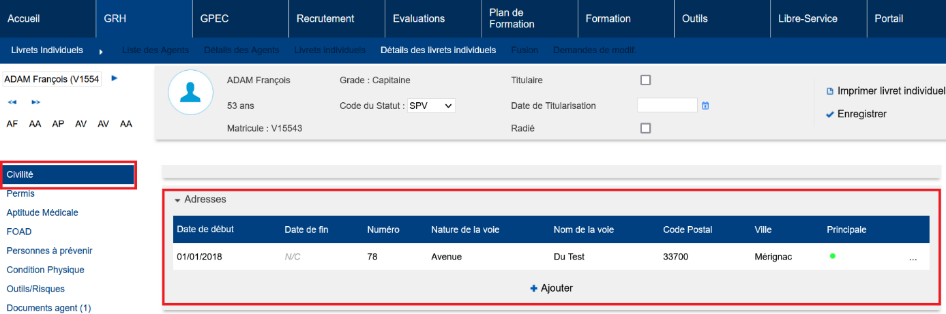 Accueil GRH GPEC Recrutement Evaluations Plan de Formation Formation Outils Libre-Service Portail
Livrets Individuels Liste des Agents Détails des Agents Livrets Individuels Détails des livrets individuels Fusion Demandes de modif.
ADAM François (V1554
AF AA AP AV AV AA
ADAM François Grade : Capitaine Titulaire
53 ans Code du Statut : SPV Date de Titularisation
Matricule : V15543 Radié
Imprimer livret individuel
Enregistrer
Civilité
Permis
Aptitude Médicale
FOAD
Personnes à prévenir
Condition Physique
Outils/Risques
Documents agent (1)
Adresses
Date de début Date de fin Numéro Nature de la voie Nom de la voie Code Postal Ville Principale
01/01/2018 N/C 78 Avenue Du Test 33700 Mérignac ...
+ Ajouter